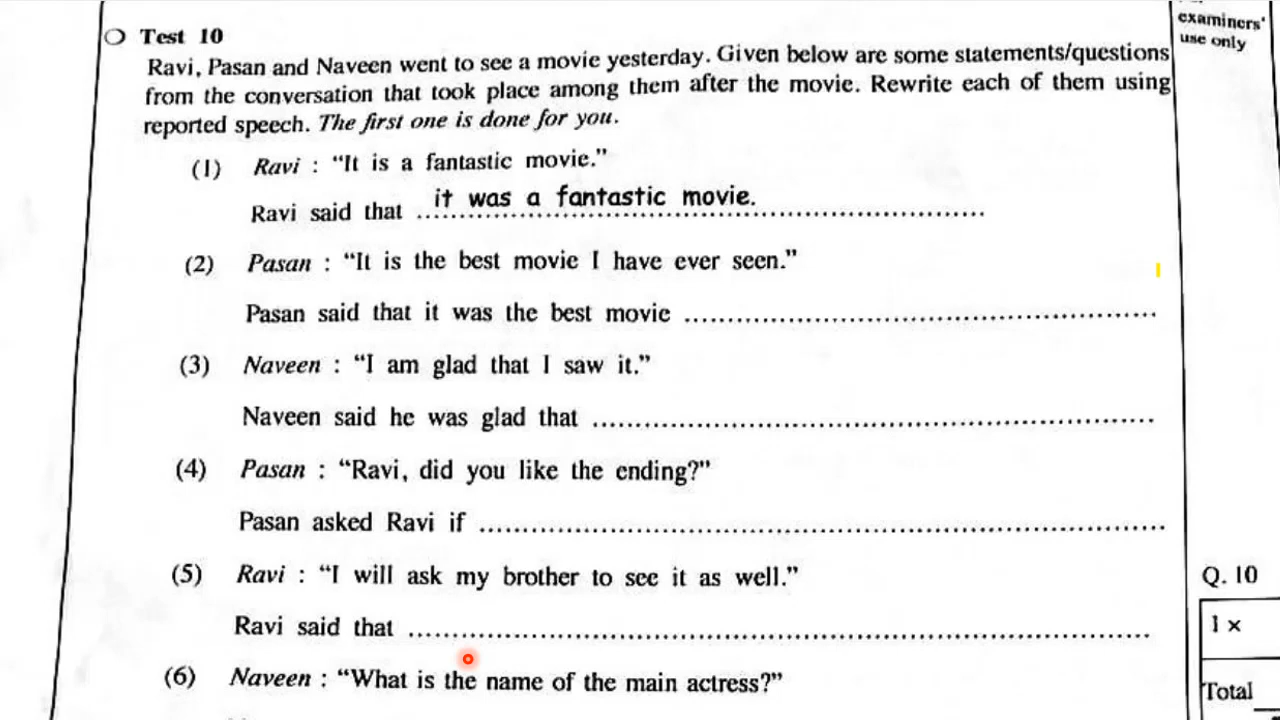 examiners'
use only
Test 10
Ravi, Pasan and Naveen went to see a movie yesterday. Given below are some statements/questions
from the conversation that took place among them after the movie. Rewrite each of them using
reported speech. The first one is done for you.
(1) Ravi : “It is a fantastic movie.”
Ravi said that it was a fantastic movie.
(2) Pasan : “It is the best movie I have ever seen.”
Pasan said that it was the best movie ........................
(3) Naveen : “I am glad that I saw it.”
Naveen said he was glad that ........................
(4) Pasan : “Ravi, did you like the ending?”
Pasan asked Ravi if ........................
(5) Ravi : “I will ask my brother to see it as well.”
Ravi said that ........................
(6) Naveen : “What is the name of the main actress?”
Q. 10
1 ×
Total